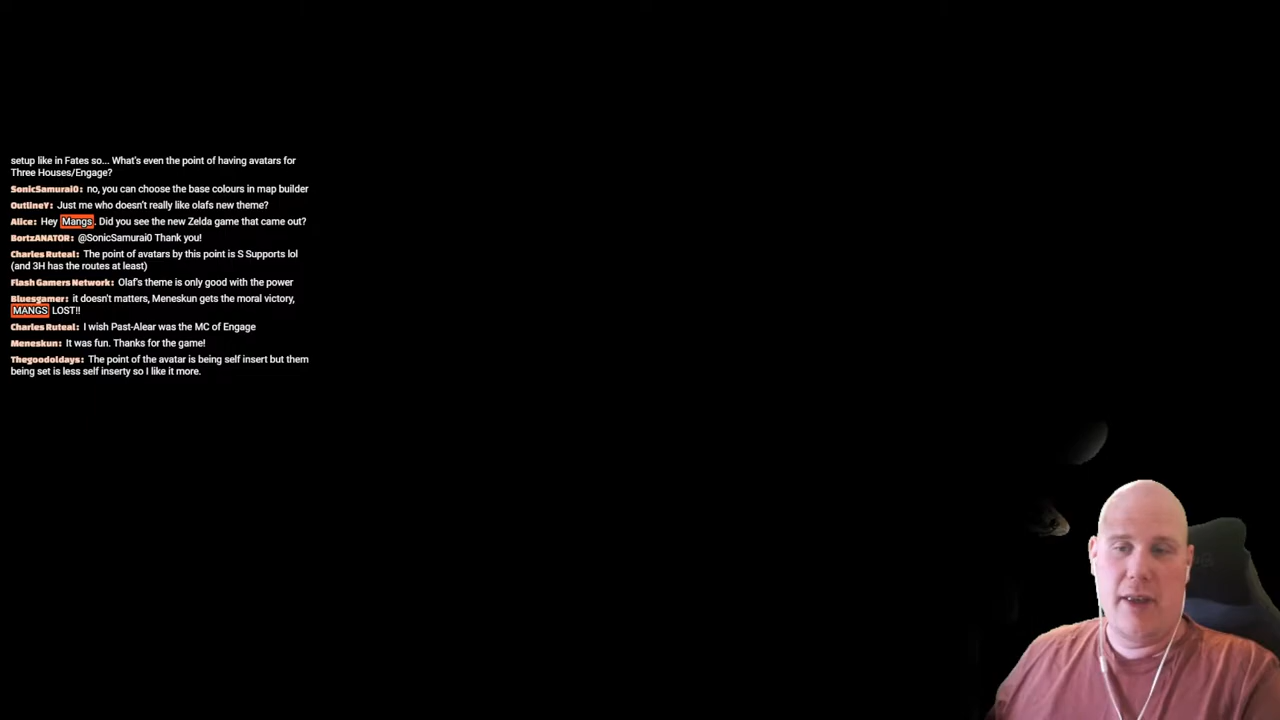 setup like in Fates so... What's even the point of having avatars for
Three Houses/Engage?
SonicSamurai0: no, you can choose the base colours in map builder
OutlineY: Just me who doesn't really like olafs new theme?
Alice: Hey Mangs. Did you see the new Zelda game that came out?
BortzANATOR: @SonicSamurai0 Thank you!
Charles Ruteal: The point of avatars by this point is S Supports lol
(and 3H has the routes at least)
Flash Gamers Network: Olaf's theme is only good with the power
Bluesgamer: it doesn't matters, Meneskun gets the moral victory,
MANGS LOST!!
Charles Ruteal: I wish Past-Alear was the MC of Engage
Meneskun: It was fun. Thanks for the game!
Thegoodoldays: The point of the avatar is being self insert but them
being set is less self inserty so I like it more.